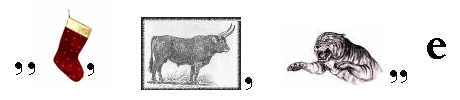 ,, , , ,, e